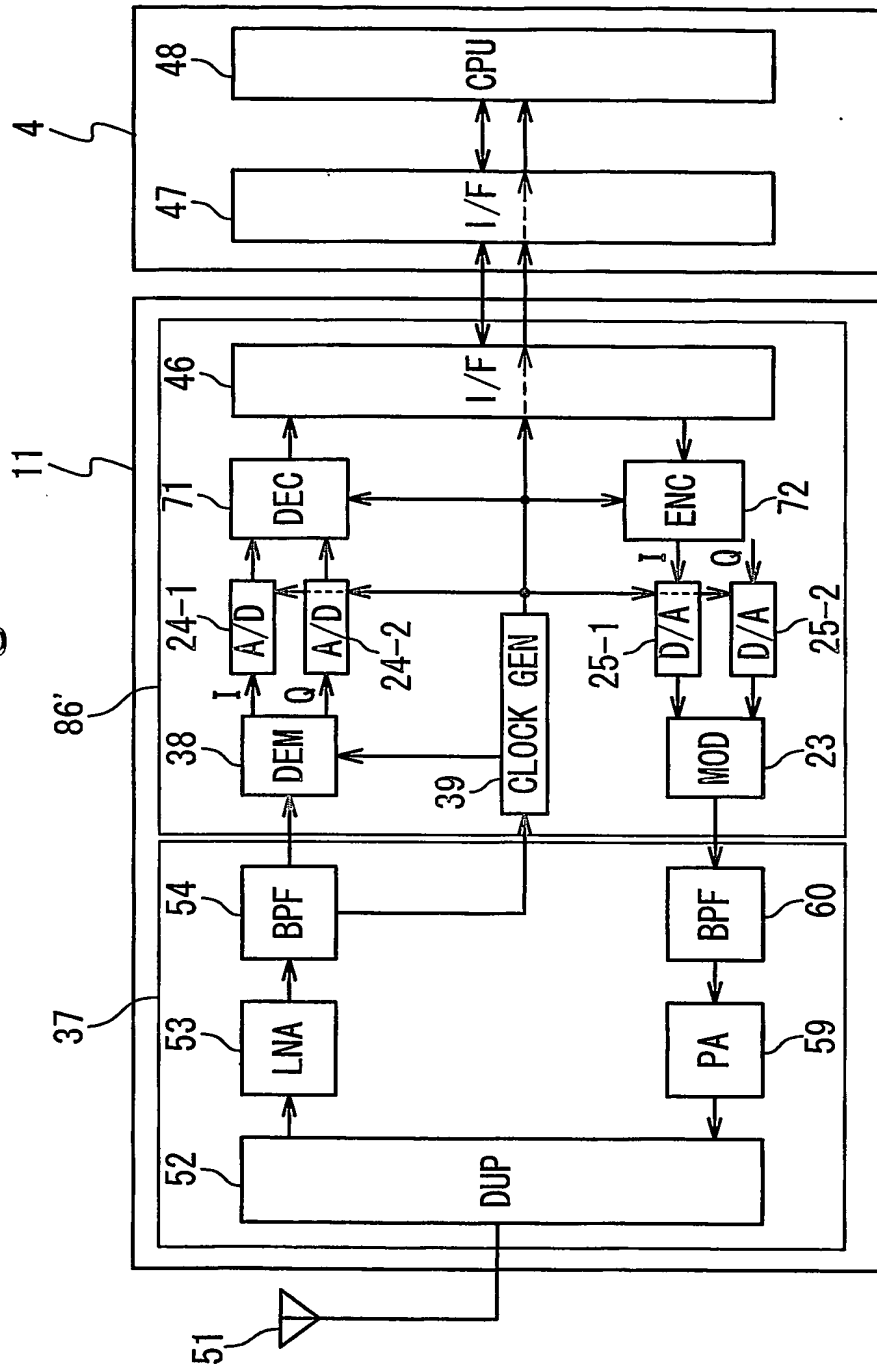 11
4
37
86'
51
52
DUP
53
LNA
54
BPF
38
DEM
I
Q
24-1
A/D
A/D
24-2
71
DEC
46
I/F
47
I/F
48
CPU
39
CLOCK GEN
59
PA
60
BPF
23
MOD
25-1
D/A
D/A
25-2
I
Q
ENC
72